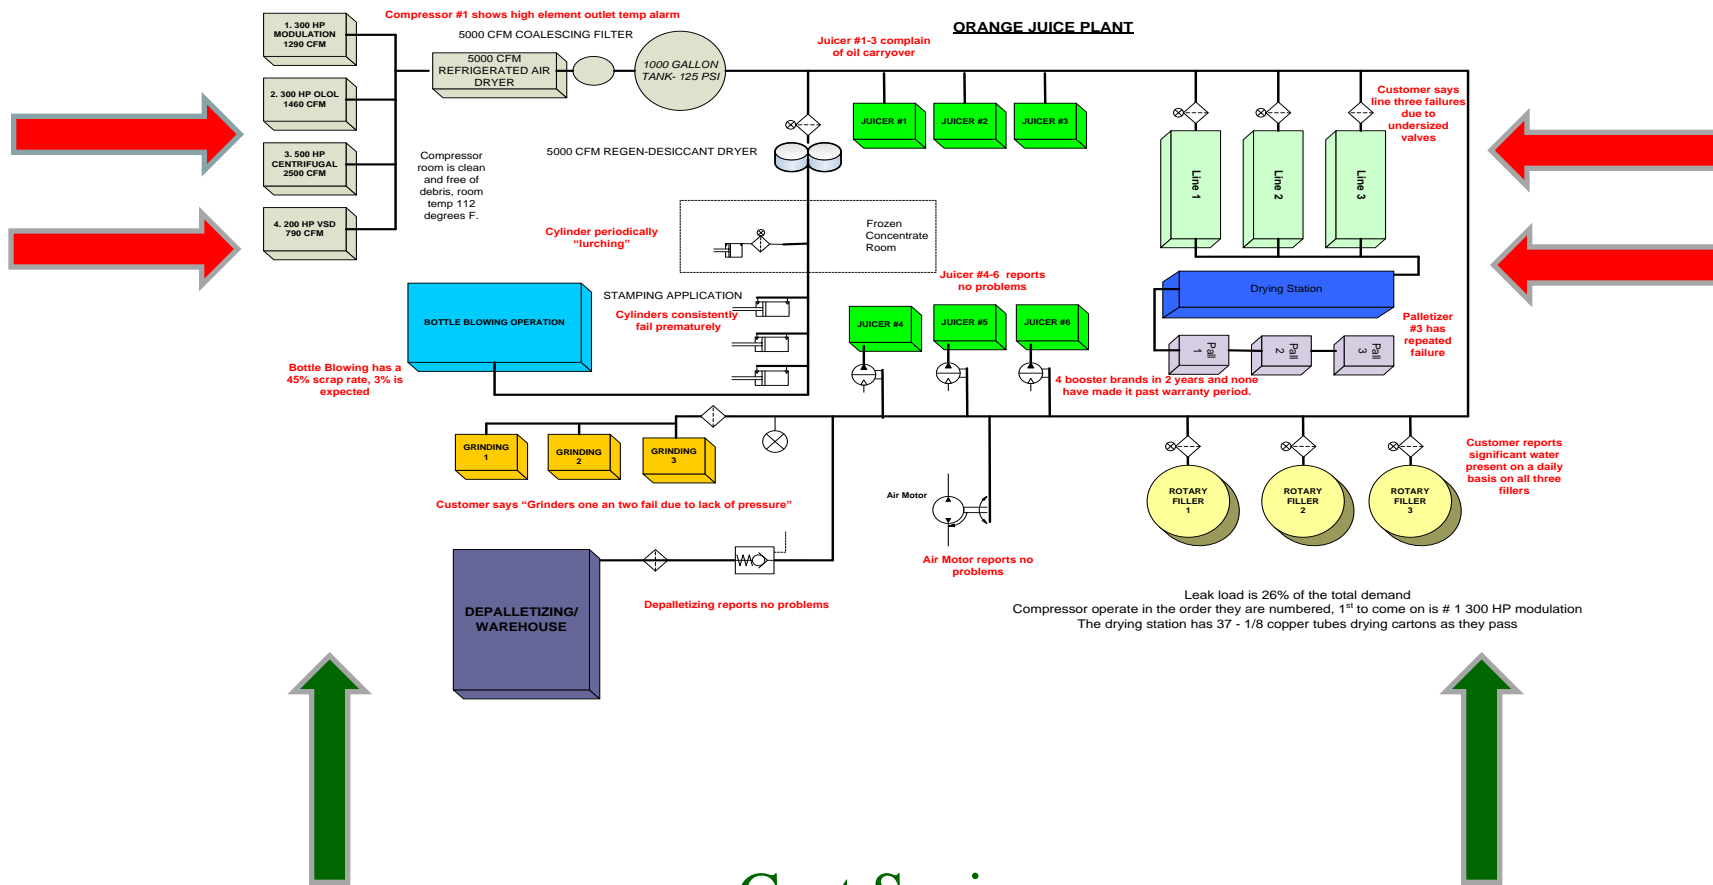 ORANGE JUICE PLANT
Compressor #1 shows high element outlet temp alarm
1. 300 HP
MODULATION
1290 CFM
2. 300 HP OLOL
1460 CFM
3. 500 HP
CENTRIFUGAL
2500 CFM
4. 200 HP VSD
790 CFM
5000 CFM COALESCING FILTER
5000 CFM
REFRIGERATED AIR
DRYER
1000 GALLON
TANK- 125 PSI
Compressor
room is clean
and free of
debris, room
temp 112
degrees F.
Juicer #1-3 complain
of oil carryover
JUICER #1
JUICER #2
JUICER #3
5000 CFM REGEN-DESICCANT DRYER
Customer says
line three failures
due to
undersized
valves
Line 1
Line 2
Line 3
Cylinder periodically
“lurching”
Frozen
Concentrate
Room
Juicer #4-6 reports
no problems
STAMPING APPLICATION
Cylinders consistently
fail prematurely
BOTTLE BLOWING OPERATION
JUICER #4
JUICER #5
JUICER #6
Drying Station
Palletizer
#3 has
repeated
failure
Pall
1
Pall
2
Pall
3
Bottle Blowing has a
45% scrap rate, 3% is
expected
4 booster brands in 2 years and none
have made it past warranty period.
GRINDING
1
GRINDING
2
GRINDING
3
Customer says “Grinders one an two fail due to lack of pressure”
Air Motor
Air Motor reports no
problems
ROTARY
FILLER
1
ROTARY
FILLER
2
ROTARY
FILLER
3
Customer reports
significant water
present on a daily
basis on all three
fillers
DEPALLETIZING/
WAREHOUSE
Depalletizing reports no problems
Leak load is 26% of the total demand
Compressor operate in the order they are numbered, 1st to come on is # 1 300 HP modulation
The drying station has 37 - 1/8 copper tubes drying cartons as they pass